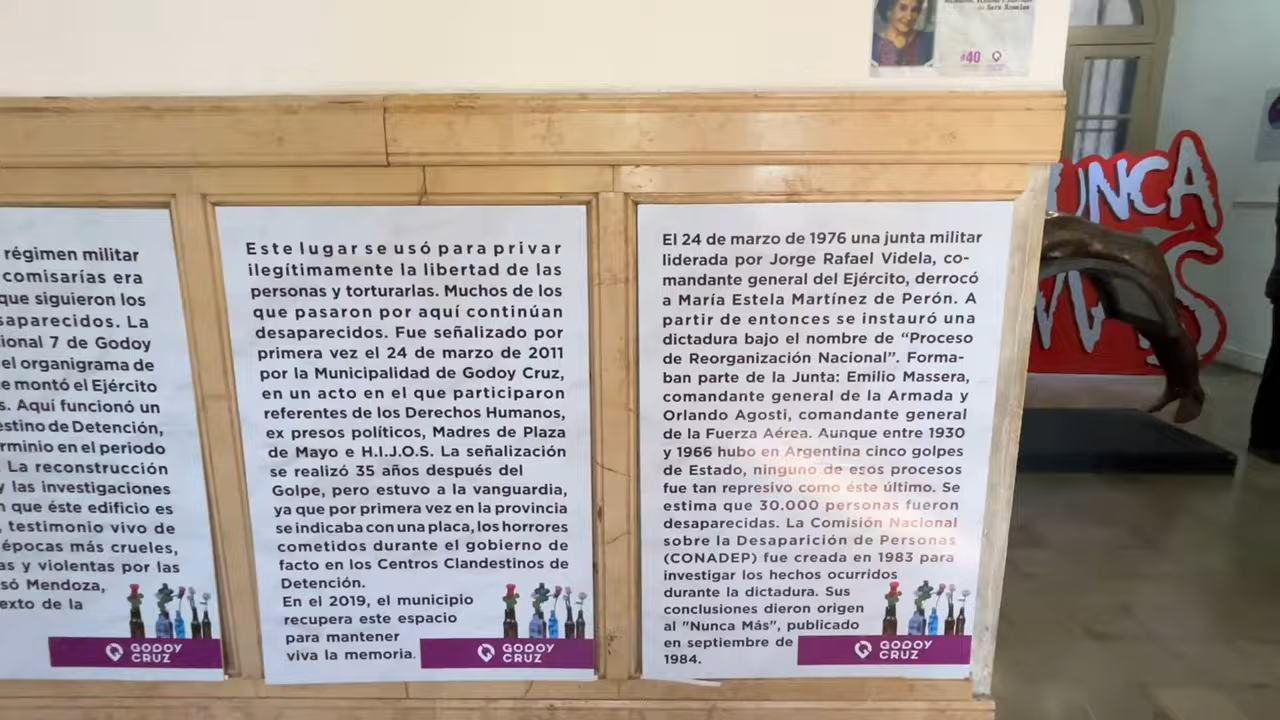 de Sara Rosales
#40
UNCA
régimen militar
comisarías era
que siguieron los
saparecidos. La
ional 7 de Godoy
el organigrama de
e montó el Ejército
s. Aquí funcionó un
estino de Detención,
erminio en el periodo
. La reconstrucción
y las investigaciones
n que éste edificio es
, testimonio vivo de
épocas más crueles,
as y violentas por las
só Mendoza,
exto de la
GODOY
CRUZ
Este lugar se usó para privar
ilegítimamente la libertad de las
personas y torturarlas. Muchos de los
que pasaron por aquí continúan
desaparecidos. Fue señalizado por
primera vez el 24 de marzo de 2011
por la Municipalidad de Godoy Cruz,
en un acto en el que participaron
referentes de los Derechos Humanos,
ex presos políticos, Madres de Plaza
de Mayo e H.I.J.O.S. La señalización
se realizó 35 años después del
Golpe, pero estuvo a la vanguardia,
ya que por primera vez en la provincia
se indicaba con una placa, los horrores
cometidos durante el gobierno de
facto en los Centros Clandestinos de
Detención.
En el 2019, el municipio
recupera este espacio
para mantener
viva la memoria.
GODOY
CRUZ
El 24 de marzo de 1976 una junta militar
liderada por Jorge Rafael Videla, co-
mandante general del Ejército, derrocó
a María Estela Martínez de Perón. A
partir de entonces se instauró una
dictadura bajo el nombre de “Proceso
de Reorganización Nacional”. Forma-
ban parte de la Junta: Emilio Massera,
comandante general de la Armada y
Orlando Agosti, comandante general
de la Fuerza Aérea. Aunque entre 1930
y 1966 hubo en Argentina cinco golpes
de Estado, ninguno de esos procesos
fue tan represivo como éste último. Se
estima que 30.000 personas fueron
desaparecidas. La Comisión Nacional
sobre la Desaparición de Personas
(CONADEP) fue creada en 1983 para
investigar los hechos ocurridos
durante la dictadura. Sus
conclusiones dieron origen
al "Nunca Más", publicado
en septiembre de
1984.
GODOY
CRUZ